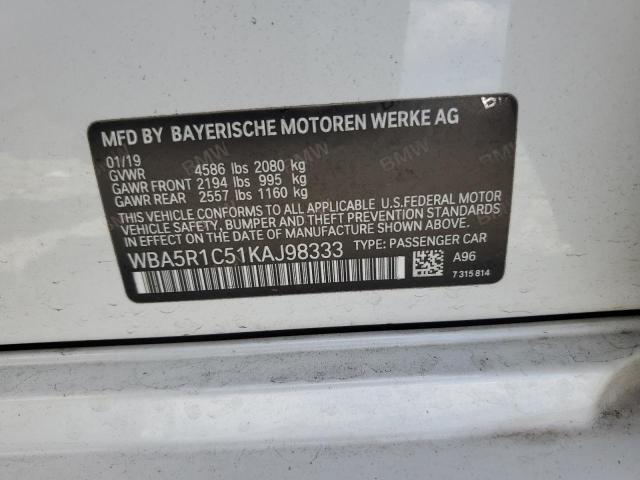 MFD BY BAYERISCHE MOTOREN WERKE AG
01/19
GVWR 4586 lbs 2080 kg
GAWR FRONT 2194 lbs 995 kg
GAWR REAR 2557 lbs 1160 kg
THIS VEHICLE CONFORMS TO ALL APPLICABLE U.S.FEDERAL MOTOR
VEHICLE SAFETY, BUMPER, AND THEFT PREVENTION STANDARDS
IN EFFECT ON THE DATE OF MANUFACTURE SHOWN ABOVE.
WBA5R1C51KAJ98333 TYPE: PASSENGER CAR
A96
7 315 814